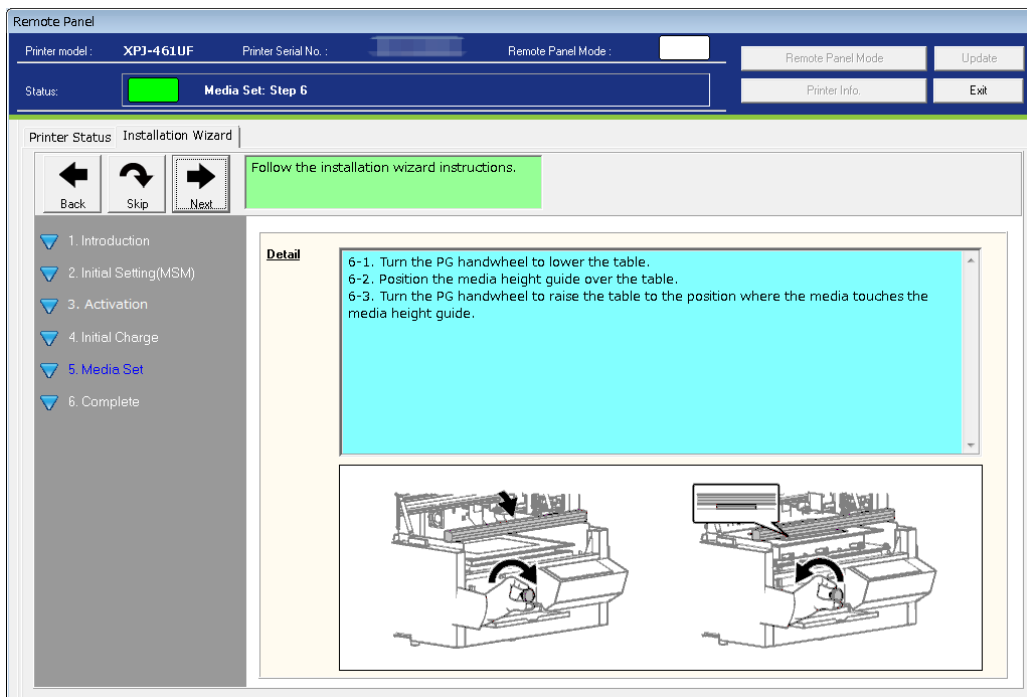 Remote Panel
Printer model : XPJ-461UF Printer Serial No. : Remote Panel Mode :
Remote Panel Mode Update
Status: Media Set: Step 6
Printer Info. Exit
Printer Status Installation Wizard
Follow the installation wizard instructions.
Back Skip Next
1. Introduction
2. Initial Setting(MSM)
3. Activation
4. Initial Charge
5. Media Set
6. Complete
Detail
6-1. Turn the PG handwheel to lower the table.
6-2. Position the media height guide over the table.
6-3. Turn the PG handwheel to raise the table to the position where the media touches the
media height guide.